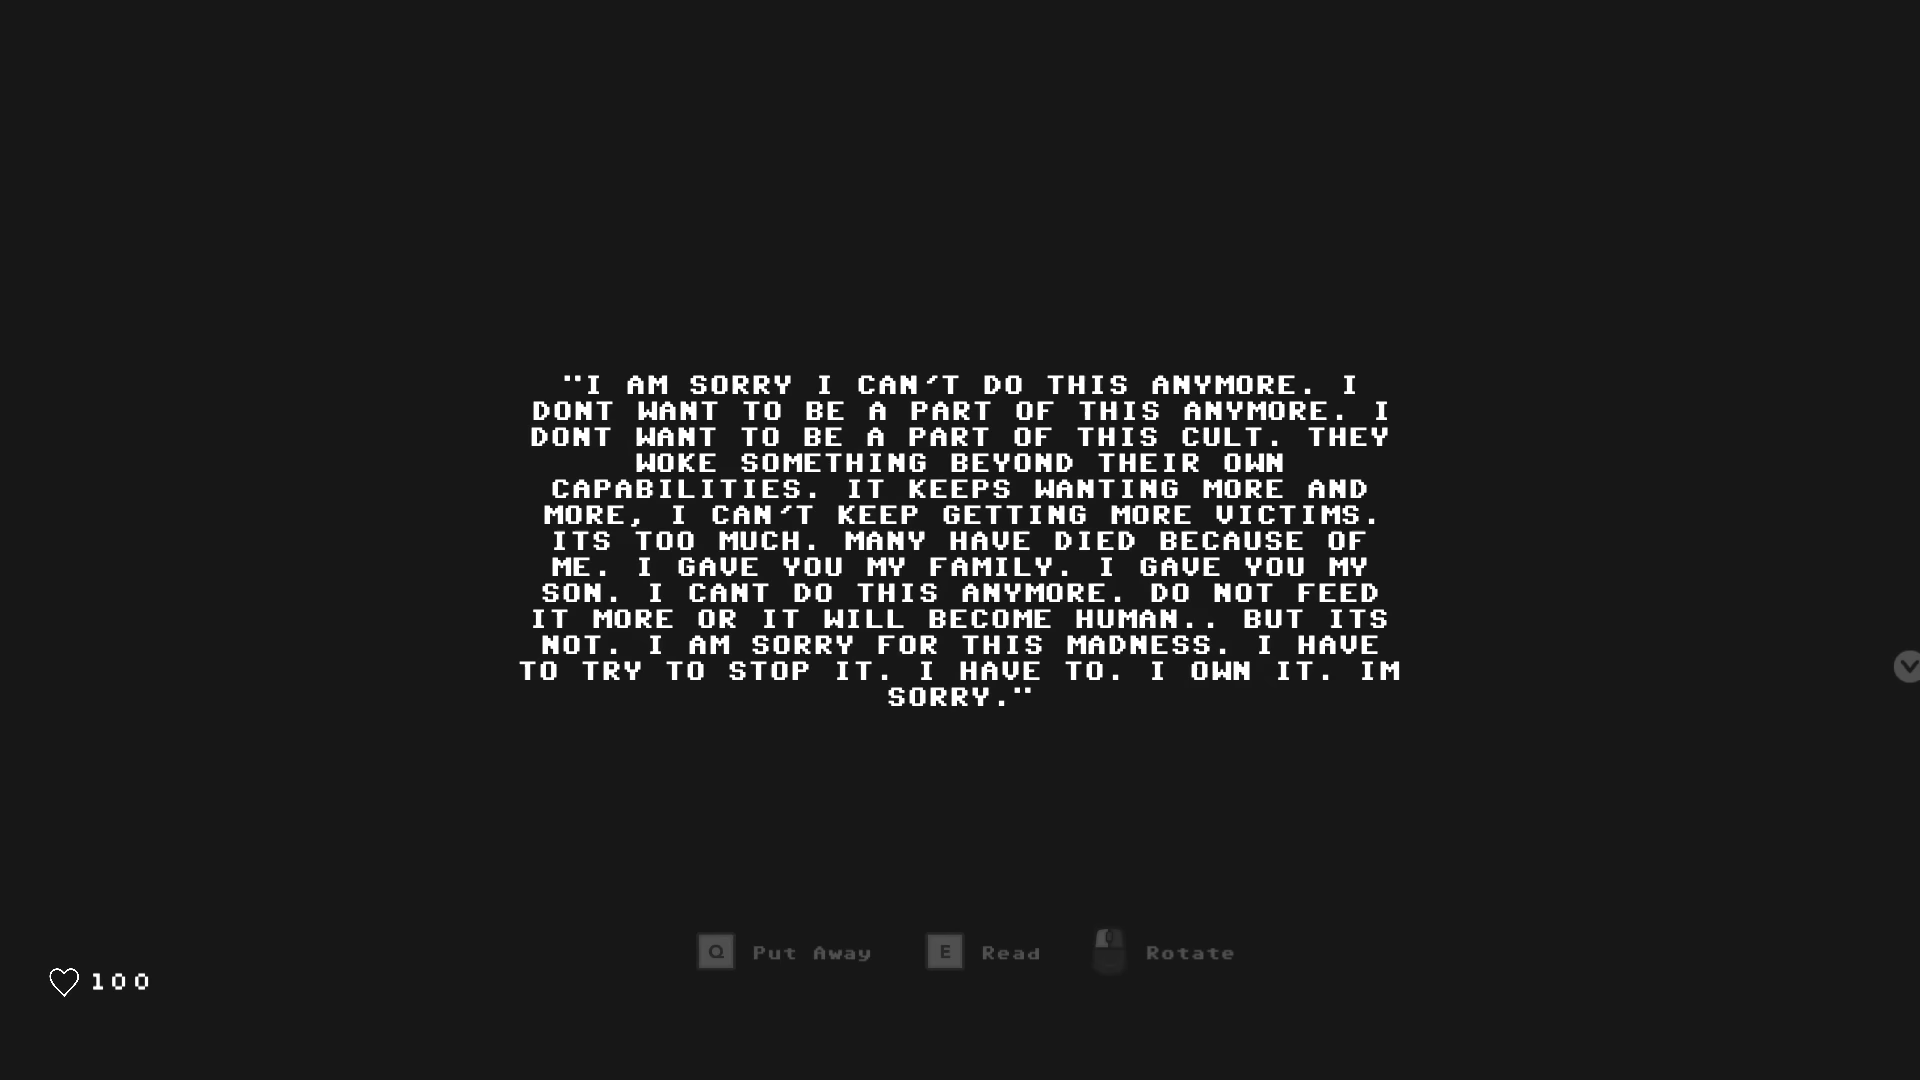 "I AM SORRY I CAN'T DO THIS ANYMORE. I
DONT WANT TO BE A PART OF THIS ANYMORE. I
DONT WANT TO BE A PART OF THIS CULT. THEY
WOKE SOMETHING BEYOND THEIR OWN
CAPABILITIES. IT KEEPS WANTING MORE AND
MORE, I CAN'T KEEP GETTING MORE VICTIMS.
ITS TOO MUCH. MANY HAVE DIED BECAUSE OF
ME. I GAVE YOU MY FAMILY. I GAVE YOU MY
SON. I CANT DO THIS ANYMORE. DO NOT FEED
IT MORE OR IT WILL BECOME HUMAN.. BUT ITS
NOT. I AM SORRY FOR THIS MADNESS. I HAVE
TO TRY TO STOP IT. I HAVE TO. I OWN IT. IM
SORRY."
Q Put Away E Read Rotate
100